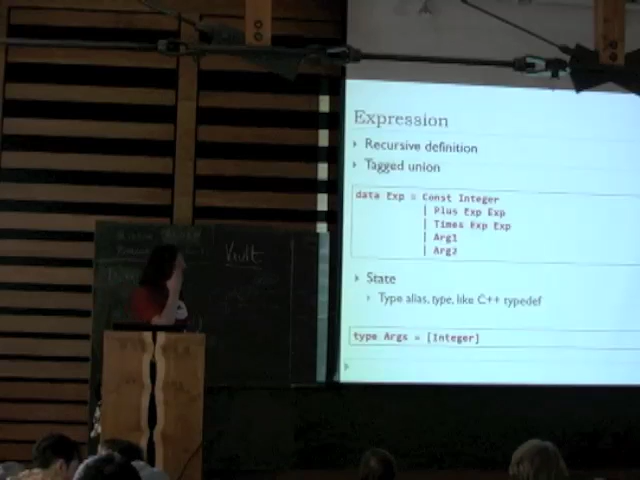 Expression
Recursive definition
Tagged union
data Exp = Const Integer
| Plus Exp Exp
| Times Exp Exp
| Arg1
| Arg2
State
Type alias, type, like C++ typedef
type Args = [Integer]
Vault